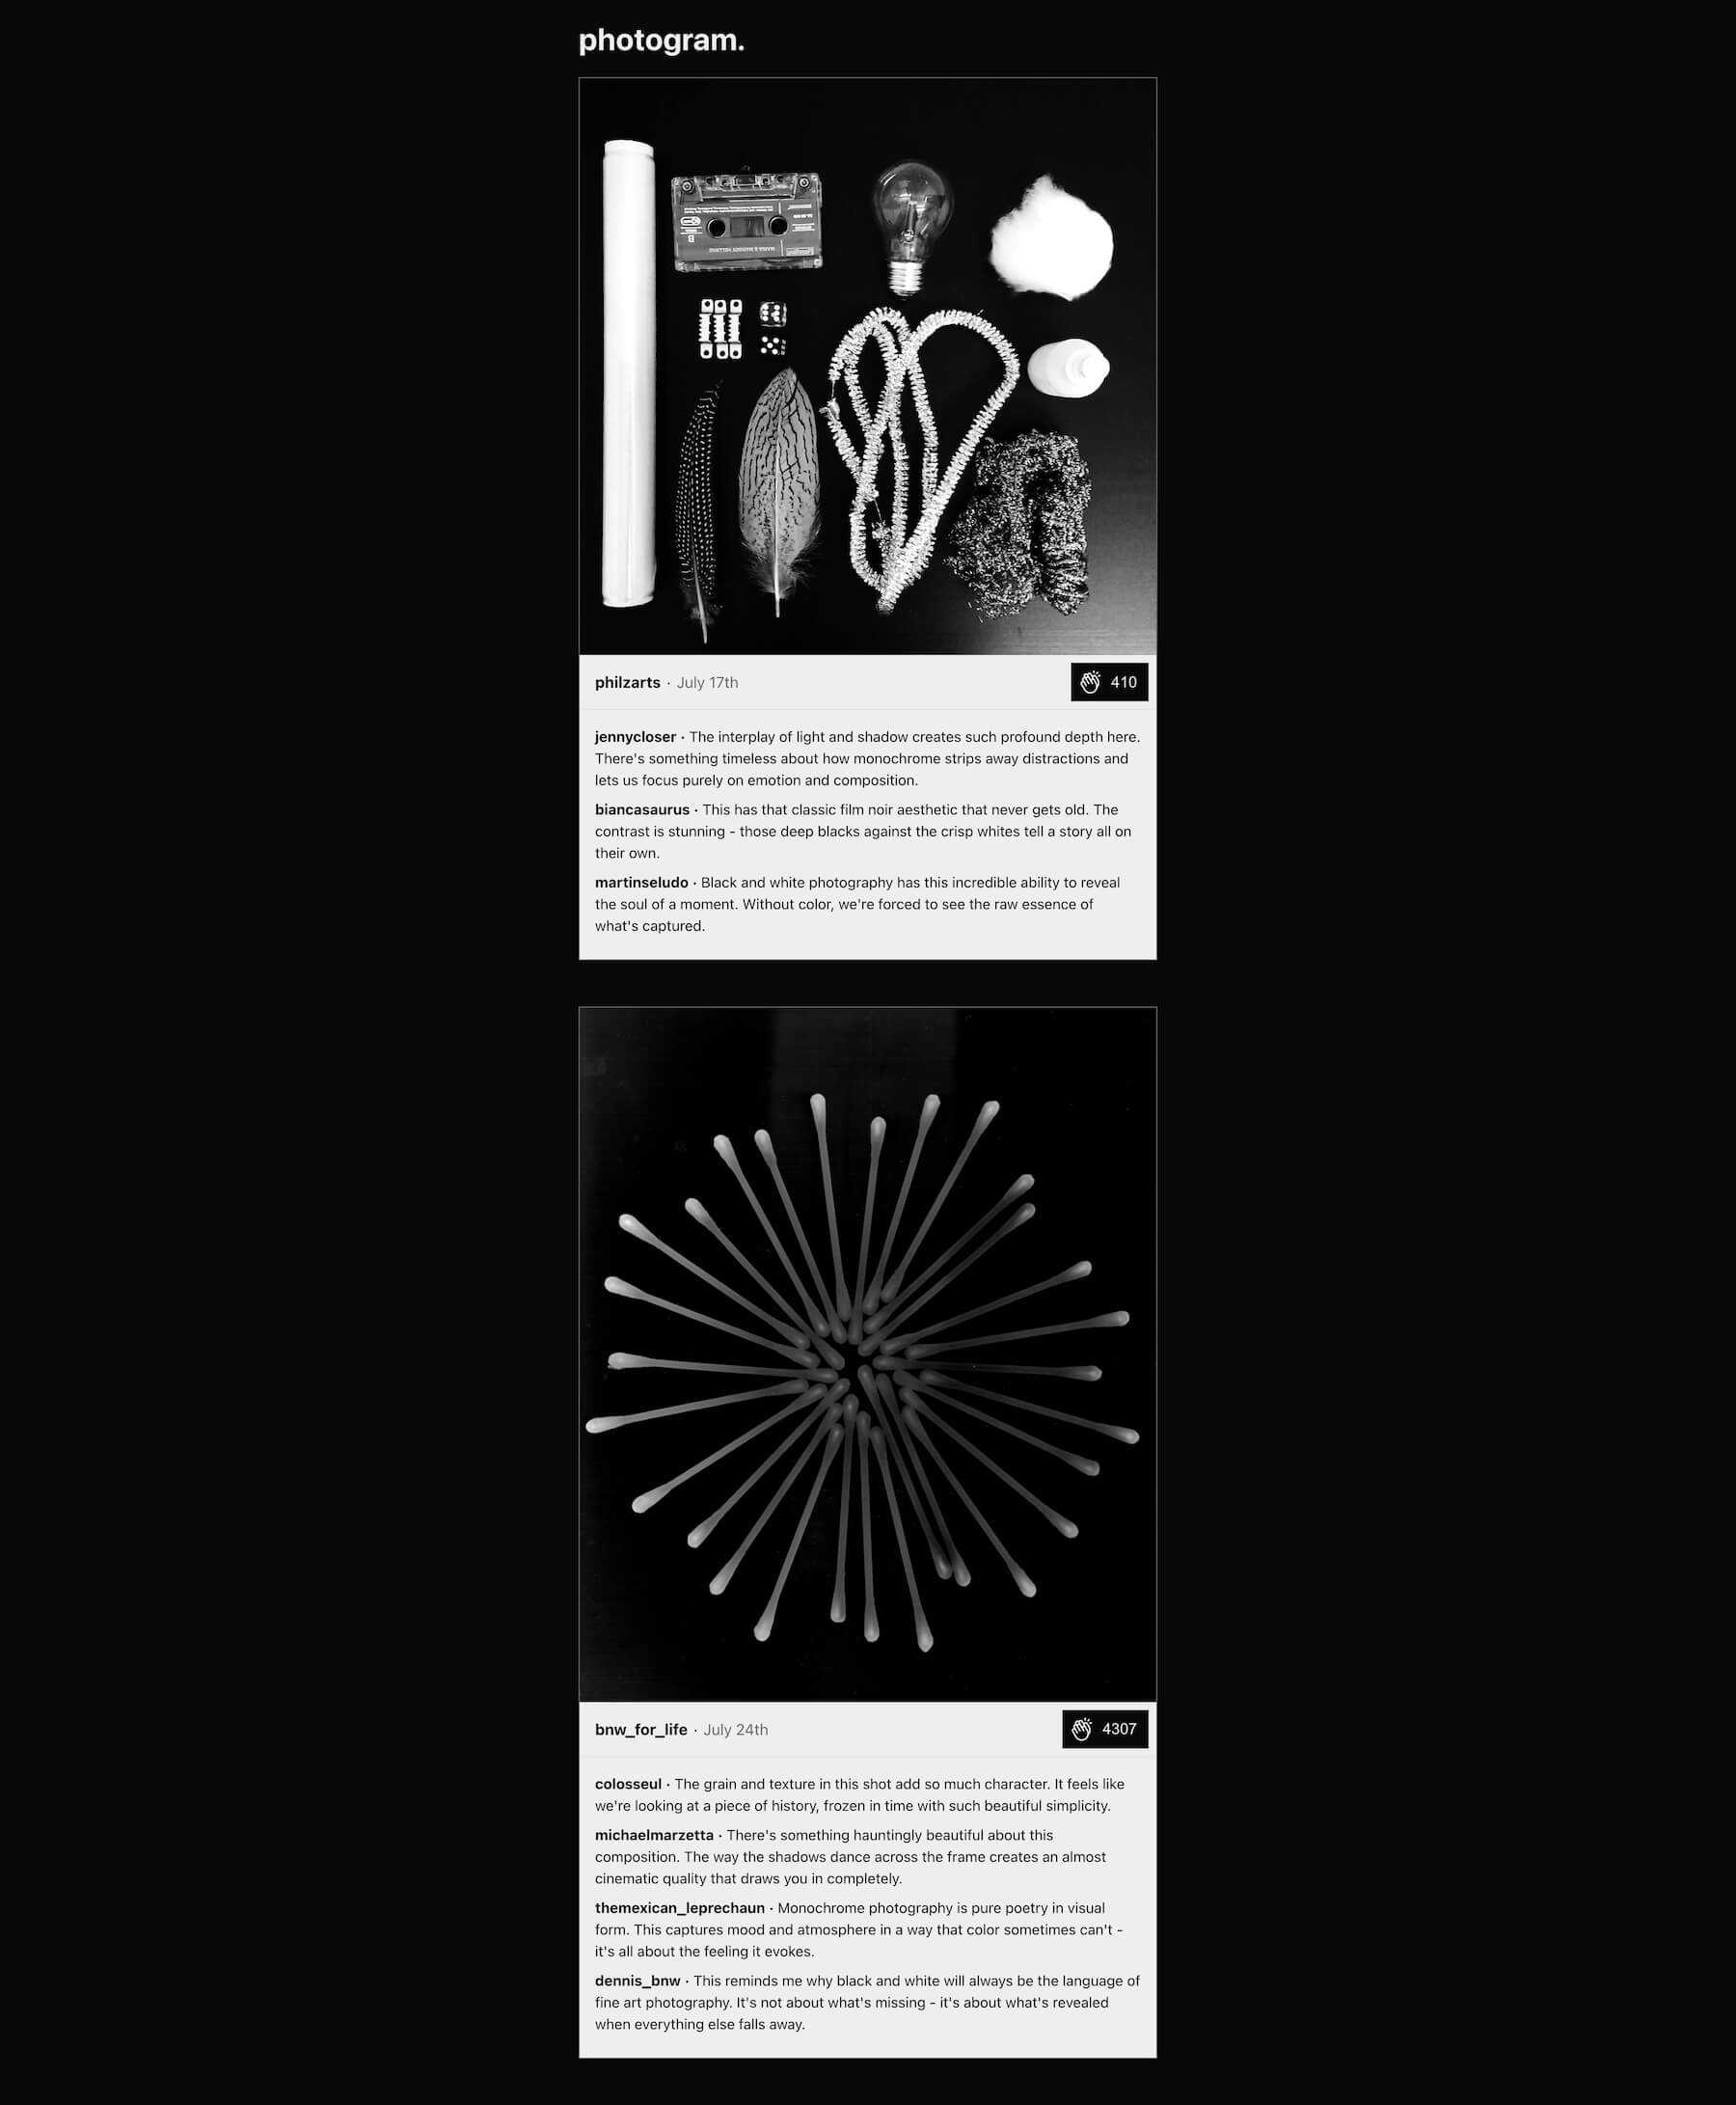 photogram.
B
philzarts · July 17th
410
jennycloser · The interplay of light and shadow creates such profound depth here.
There's something timeless about how monochrome strips away distractions and
lets us focus purely on emotion and composition.
biancasaurus · This has that classic film noir aesthetic that never gets old. The
contrast is stunning - those deep blacks against the crisp whites tell a story all on
their own.
martinseludo · Black and white photography has this incredible ability to reveal
the soul of a moment. Without color, we're forced to see the raw essence of
what's captured.
bnw_for_life · July 24th
4307
colosseul · The grain and texture in this shot add so much character. It feels like
we're looking at a piece of history, frozen in time with such beautiful simplicity.
michaelmarzetta · There's something hauntingly beautiful about this
composition. The way the shadows dance across the frame creates an almost
cinematic quality that draws you in completely.
themexican_leprechaun · Monochrome photography is pure poetry in visual
form. This captures mood and atmosphere in a way that color sometimes can't -
it's all about the feeling it evokes.
dennis_bnw · This reminds me why black and white will always be the language of
fine art photography. It's not about what's missing - it's about what's revealed
when everything else falls away.